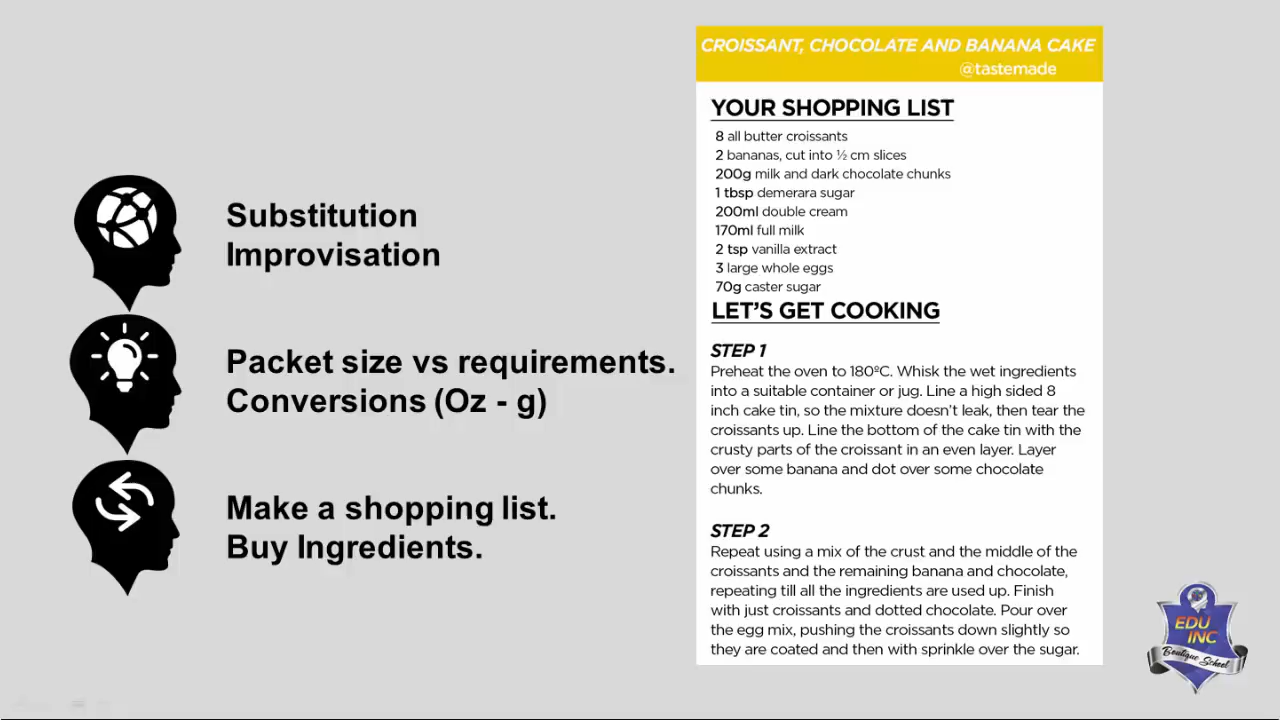 Substitution
Improvisation
Packet size vs requirements.
Conversions (Oz - g)
Make a shopping list.
Buy Ingredients.
CROISSANT, CHOCOLATE AND BANANA CAKE
@tastemade
YOUR SHOPPING LIST
8 all butter croissants
2 bananas, cut into ½ cm slices
200g milk and dark chocolate chunks
1 tbsp demerara sugar
200ml double cream
170ml full milk
2 tsp vanilla extract
3 large whole eggs
70g caster sugar
LET'S GET COOKING
STEP 1
Preheat the oven to 180ºC. Whisk the wet ingredients
into a suitable container or jug. Line a high sided 8
inch cake tin, so the mixture doesn't leak, then tear the
croissants up. Line the bottom of the cake tin with the
crusty parts of the croissant in an even layer. Layer
over some banana and dot over some chocolate
chunks.
STEP 2
Repeat using a mix of the crust and the middle of the
croissants and the remaining banana and chocolate,
repeating till all the ingredients are used up. Finish
with just croissants and dotted chocolate. Pour over
the egg mix, pushing the croissants down slightly so
they are coated and then with sprinkle over the sugar.
EDU
INC
Boutique School